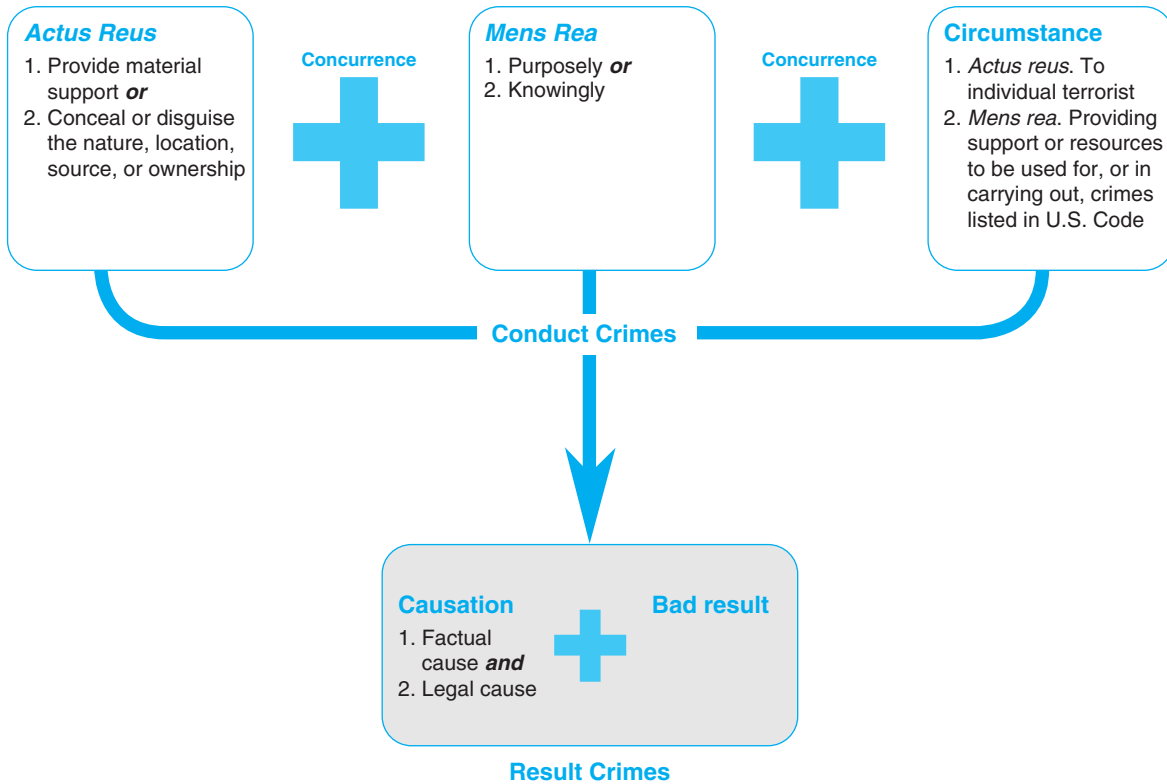 Actus Reus
1. Provide material
support or
2. Conceal or disguise
the nature, location,
source, or ownership
Concurrence
Mens Rea
1. Purposely or
2. Knowingly
Concurrence
Circumstance
1. Actus reus. To
individual terrorist
2. Mens rea. Providing
support or resources
to be used for, or in
carrying out, crimes
listed in U.S. Code
Conduct Crimes
Causation
1. Factual
cause and
2. Legal cause
Bad result
Result Crimes